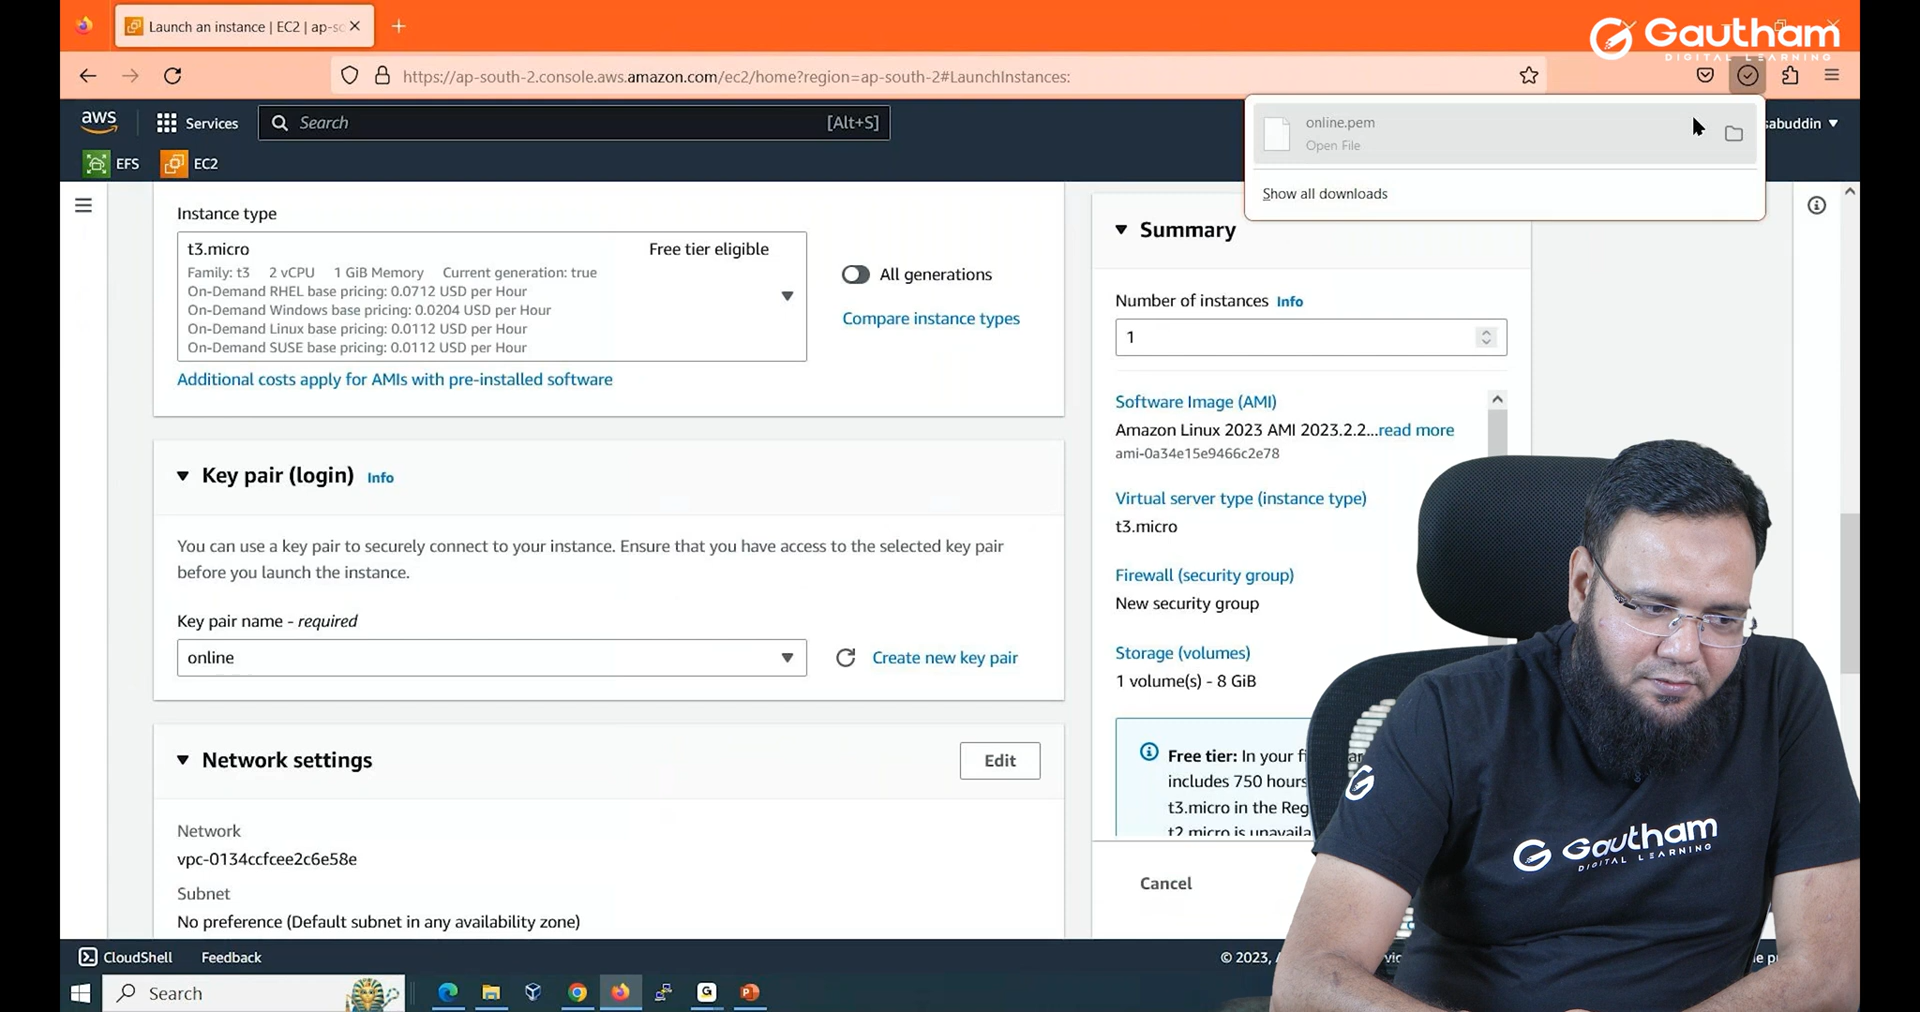 Launch an instance | EC2 | ap-sc
Gautham
DIGITAL LEARNING
https://ap-south-2.console.aws.amazon.com/ec2/home?region=ap-south-2#LaunchInstances:
aws
Services
Search
[Alt+S]
online.pem
Open File
Show all downloads
sabuddin
EFS
EC2
Instance type
t3.micro
Free tier eligible
Family: t3 2 vCPU 1 GiB Memory Current generation: true
On-Demand RHEL base pricing: 0.0712 USD per Hour
On-Demand Windows base pricing: 0.0204 USD per Hour
On-Demand Linux base pricing: 0.0112 USD per Hour
On-Demand SUSE base pricing: 0.0112 USD per Hour
All generations
Compare instance types
Additional costs apply for AMIs with pre-installed software
Key pair (login) Info
You can use a key pair to securely connect to your instance. Ensure that you have access to the selected key pair
before you launch the instance.
Key pair name - required
online
Create new key pair
Network settings
Edit
Network
vpc-0134ccfcee2c6e58e
Subnet
No preference (Default subnet in any availability zone)
Summary
Number of instances Info
1
Software Image (AMI)
Amazon Linux 2023 AMI 2023.2.2...read more
ami-0a34e15e9466c2e78
Virtual server type (instance type)
t3.micro
Firewall (security group)
New security group
Storage (volumes)
1 volume(s) - 8 GiB
Free tier: In your fi
includes 750 hours
t3.micro in the Reg
t2.micro is unavaila
Cancel
Gautham
DIGITAL LEARNING
CloudShell
Feedback
© 2023,
Search